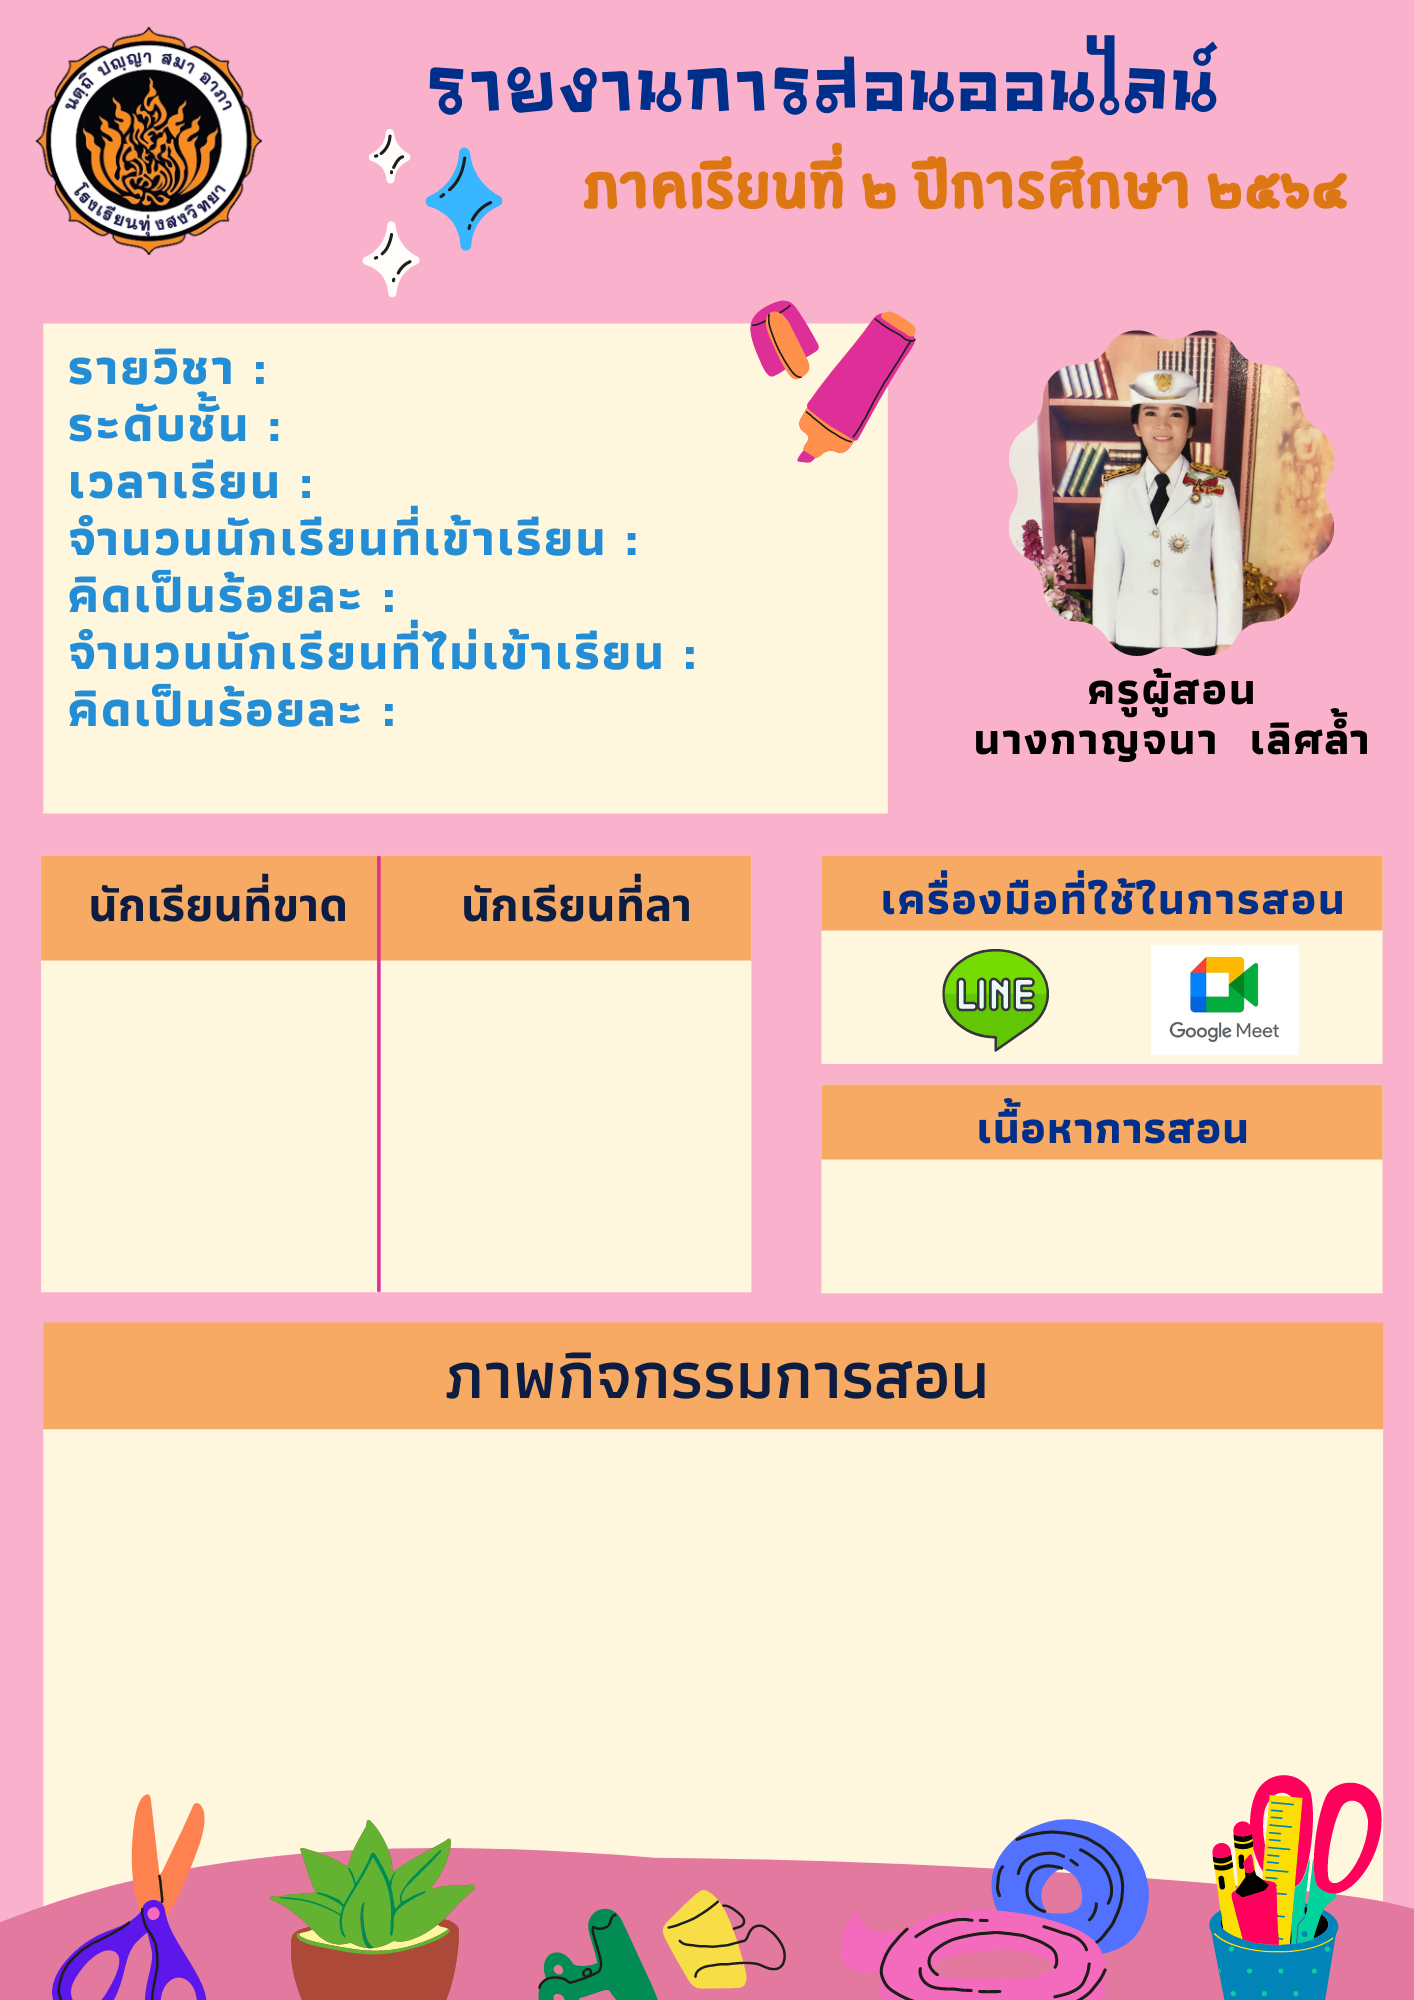 นตฺถิ ปญฺญา สมา อาภา
โรงเรียนทุ่งสงวิทยา
รายงานการสอนออนไลน์
ภาคเรียนที่ ๒ ปีการศึกษา ๒๕๖๔
รายวิชา :
ระดับชั้น :
เวลาเรียน :
จำนวนนักเรียนที่เข้าเรียน :
คิดเป็นร้อยละ :
จำนวนนักเรียนที่ไม่เข้าเรียน :
คิดเป็นร้อยละ :
ครูผู้สอน
นางกาญจนา เลิศล้ำ
นักเรียนที่ขาด นักเรียนที่ลา
เครื่องมือที่ใช้ในการสอน
LINE
Google Meet
เนื้อหาการสอน
ภาพกิจกรรมการสอน